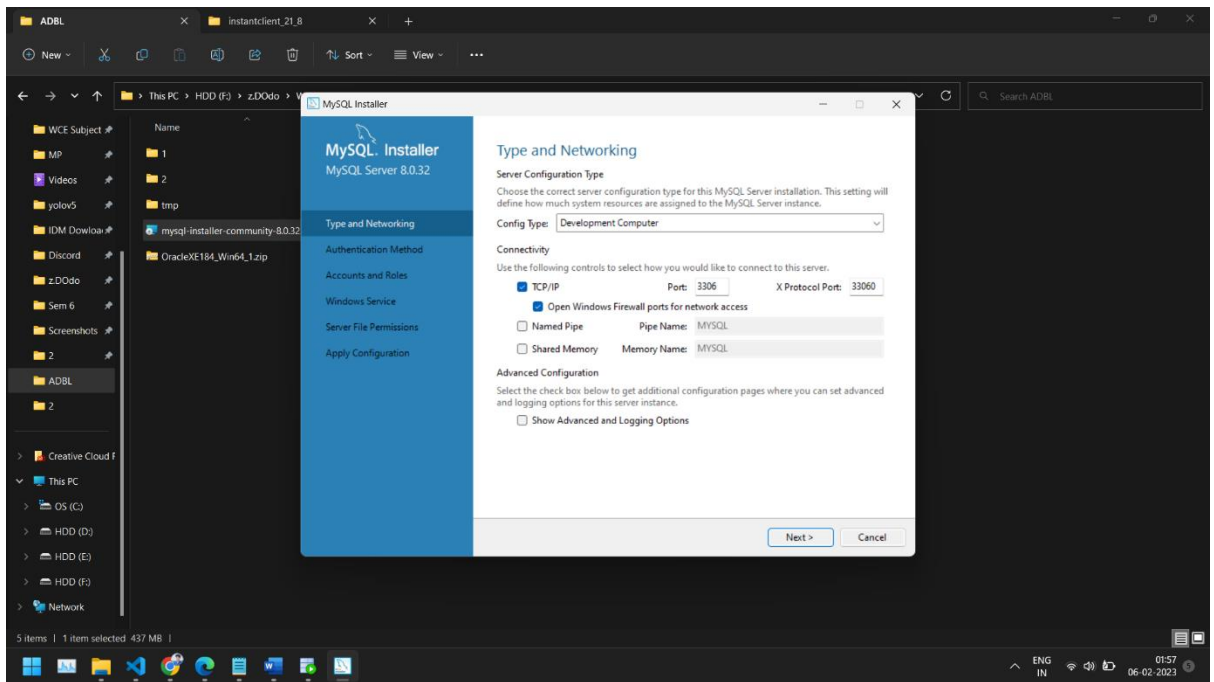 ADBL
instantclient_21_8
New
Sort
View
This PC > HDD (F:) > z.DOdo >
Search ADBL
WCE Subject
MP
Videos
yolov5
IDM Dowloa
Discord
z.DOdo
Sem 6
Screenshots
2
ADBL
2
Creative Cloud F
This PC
OS (C:)
HDD (D:)
HDD (E:)
HDD (F:)
Network
Name
1
2
tmp
mysql-installer-community-8.0.32
OracleXE184_Win64_1.zip
MySQL Installer
MySQL. Installer
MySQL Server 8.0.32
Type and Networking
Authentication Method
Accounts and Roles
Windows Service
Server File Permissions
Apply Configuration
Type and Networking
Server Configuration Type
Choose the correct server configuration type for this MySQL Server installation. This setting will
define how much system resources are assigned to the MySQL Server instance.
Config Type: Development Computer
Connectivity
Use the following controls to select how you would like to connect to this server.
TCP/IP Port: 3306 X Protocol Port: 33060
Open Windows Firewall ports for network access
Named Pipe Pipe Name: MYSQL
Shared Memory Memory Name: MYSQL
Advanced Configuration
Select the check box below to get additional configuration pages where you can set advanced
and logging options for this server instance.
Show Advanced and Logging Options
Next >
Cancel
5 items | 1 item selected 437 MB |
ENG
IN
01:57
06-02-2023